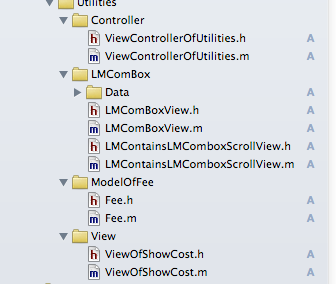 Utilities
Controller
ViewControllerOfUtilities.h A
ViewControllerOfUtilities.m A
LMComBox
Data A
LMComBoxView.h A
LMComBoxView.m A
LMContainsLMComboxScrollView.h A
LMContainsLMComboxScrollView.m A
ModelOfFee
Fee.h A
Fee.m A
View
ViewOfShowCost.h A
ViewOfShowCost.m A